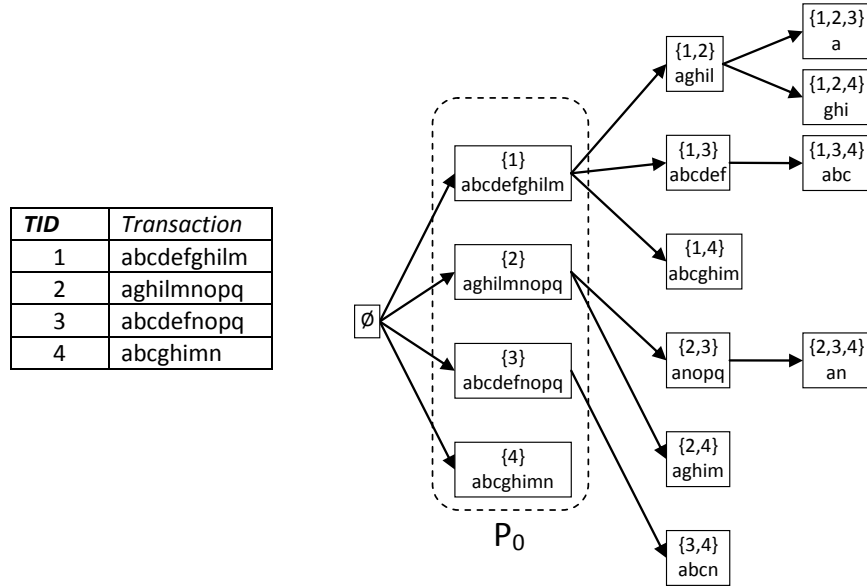 TID Transaction
1 abcdefghilm
2 aghilmnopq
3 abcdefnopq
4 abcghimn
∅
{1}
abcdefghilm
{2}
aghilmnopq
{3}
abcdefnopq
{4}
abcghimn
P0
{1,2}
aghil
{1,3}
abcdef
{1,4}
abcghim
{2,3}
anopq
{2,4}
aghim
{3,4}
abcn
{1,2,3}
a
{1,2,4}
ghi
{1,3,4}
abc
{2,3,4}
an